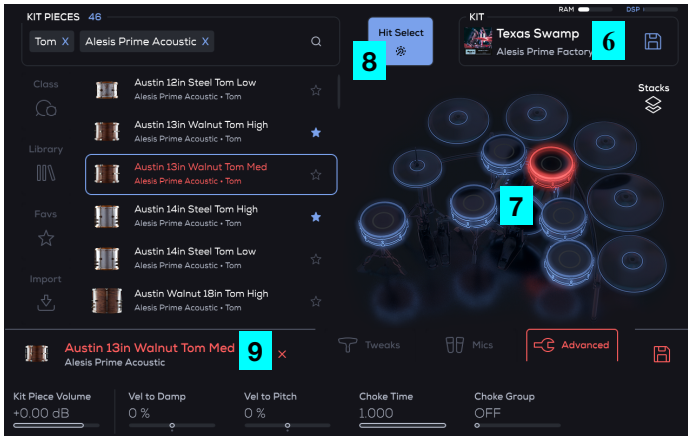 RAM DSP
KIT PIECES 46
Tom X Alesis Prime Acoustic X
Hit Select
8
KIT
Texas Swamp
Alesis Prime Factory
6
Class
Library
Favs
Import
Austin 12in Steel Tom Low
Alesis Prime Acoustic • Tom
Austin 13in Walnut Tom High
Alesis Prime Acoustic • Tom
Austin 13in Walnut Tom Med
Alesis Prime Acoustic • Tom
Austin 14in Steel Tom High
Alesis Prime Acoustic • Tom
Austin 14in Steel Tom Low
Alesis Prime Acoustic • Tom
Austin Walnut 18in Tom High
Alesis Prime Acoustic • Tom
Stacks
7
Austin 13in Walnut Tom Med
Alesis Prime Acoustic
9
×
Tweaks
Mics
Advanced
Kit Piece Volume
+0.00 dB
Vel to Damp
0 %
Vel to Pitch
0 %
Choke Time
1.000
Choke Group
OFF